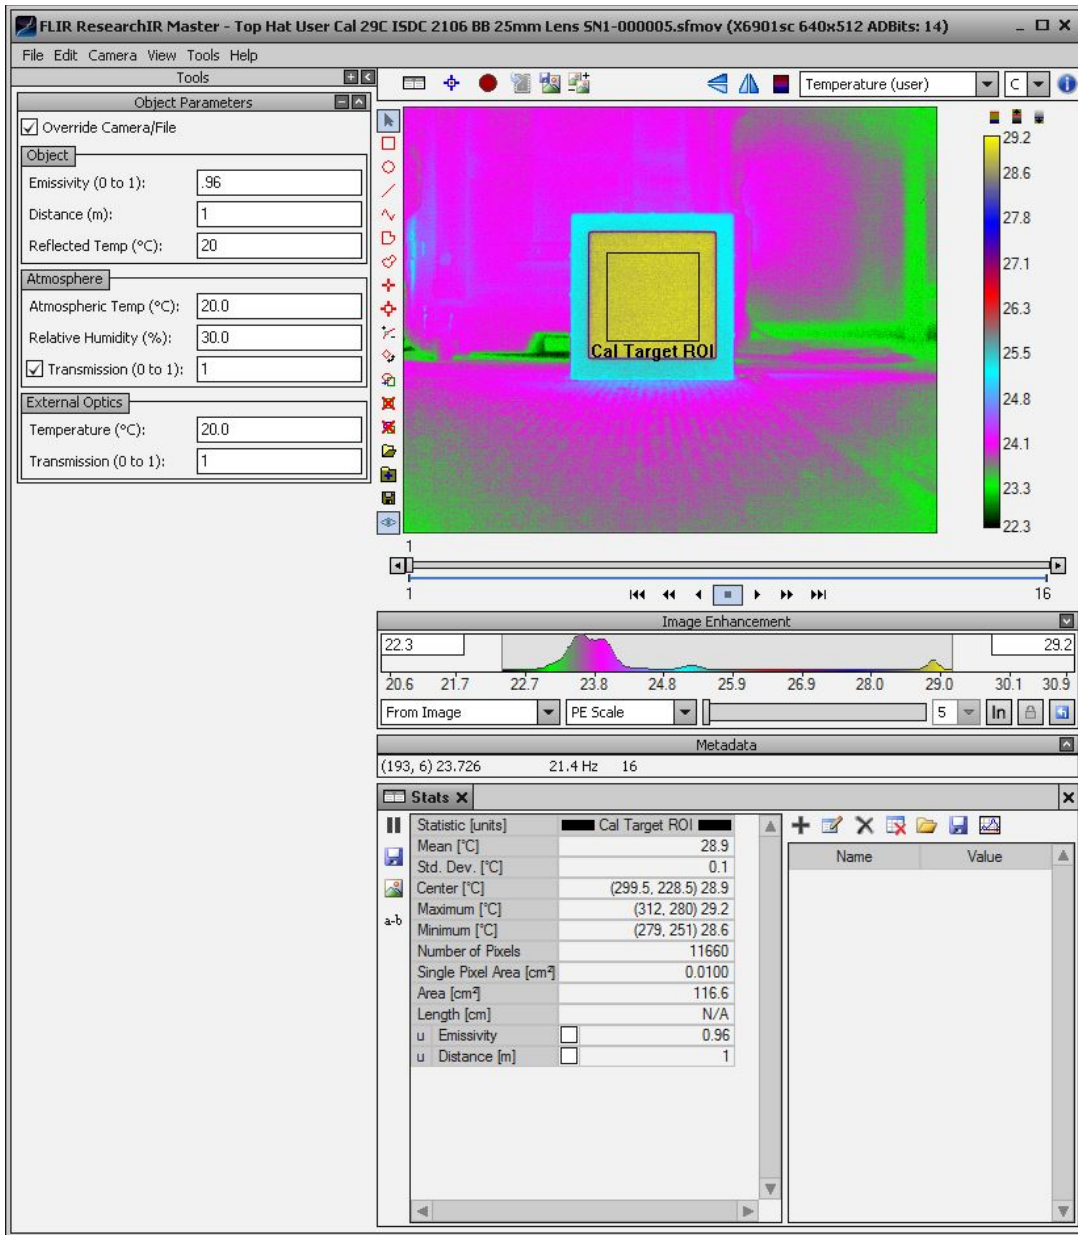 FLIR ResearchIR Master - Top Hat User Cal 29C ISDC 2106 BB 25mm Lens SN1-000005.sfmov (X6901sc 640x512 ADBits: 14)
File Edit Camera View Tools Help
Tools
Object Parameters
Override Camera/File
Object
Emissivity (0 to 1): .96
Distance (m): 1
Reflected Temp (°C): 20
Atmosphere
Atmospheric Temp (°C): 20.0
Relative Humidity (%): 30.0
Transmission (0 to 1): 1
External Optics
Temperature (°C): 20.0
Transmission (0 to 1): 1
Temperature (user) C
Cal Target ROI
29.2
28.6
27.8
27.1
26.3
25.5
24.8
24.1
23.3
22.3
1
1 16
Image Enhancement
22.3 29.2
20.6 21.7 22.7 23.8 24.8 25.9 26.9 28.0 29.0 30.1 30.9
From Image PE Scale 5 In
Metadata
(193, 6) 23.726 21.4 Hz 16
Stats X
Statistic [units] Cal Target ROI
Mean [°C] 28.9
Std. Dev. [°C] 0.1
Center [°C] (299.5, 228.5) 28.9
Maximum [°C] (312, 280) 29.2
Minimum [°C] (279, 251) 28.6
Number of Pixels 11660
Single Pixel Area [cm²] 0.0100
Area [cm²] 116.6
Length [cm] N/A
u Emissivity 0.96
u Distance [m] 1
a-b
Name Value